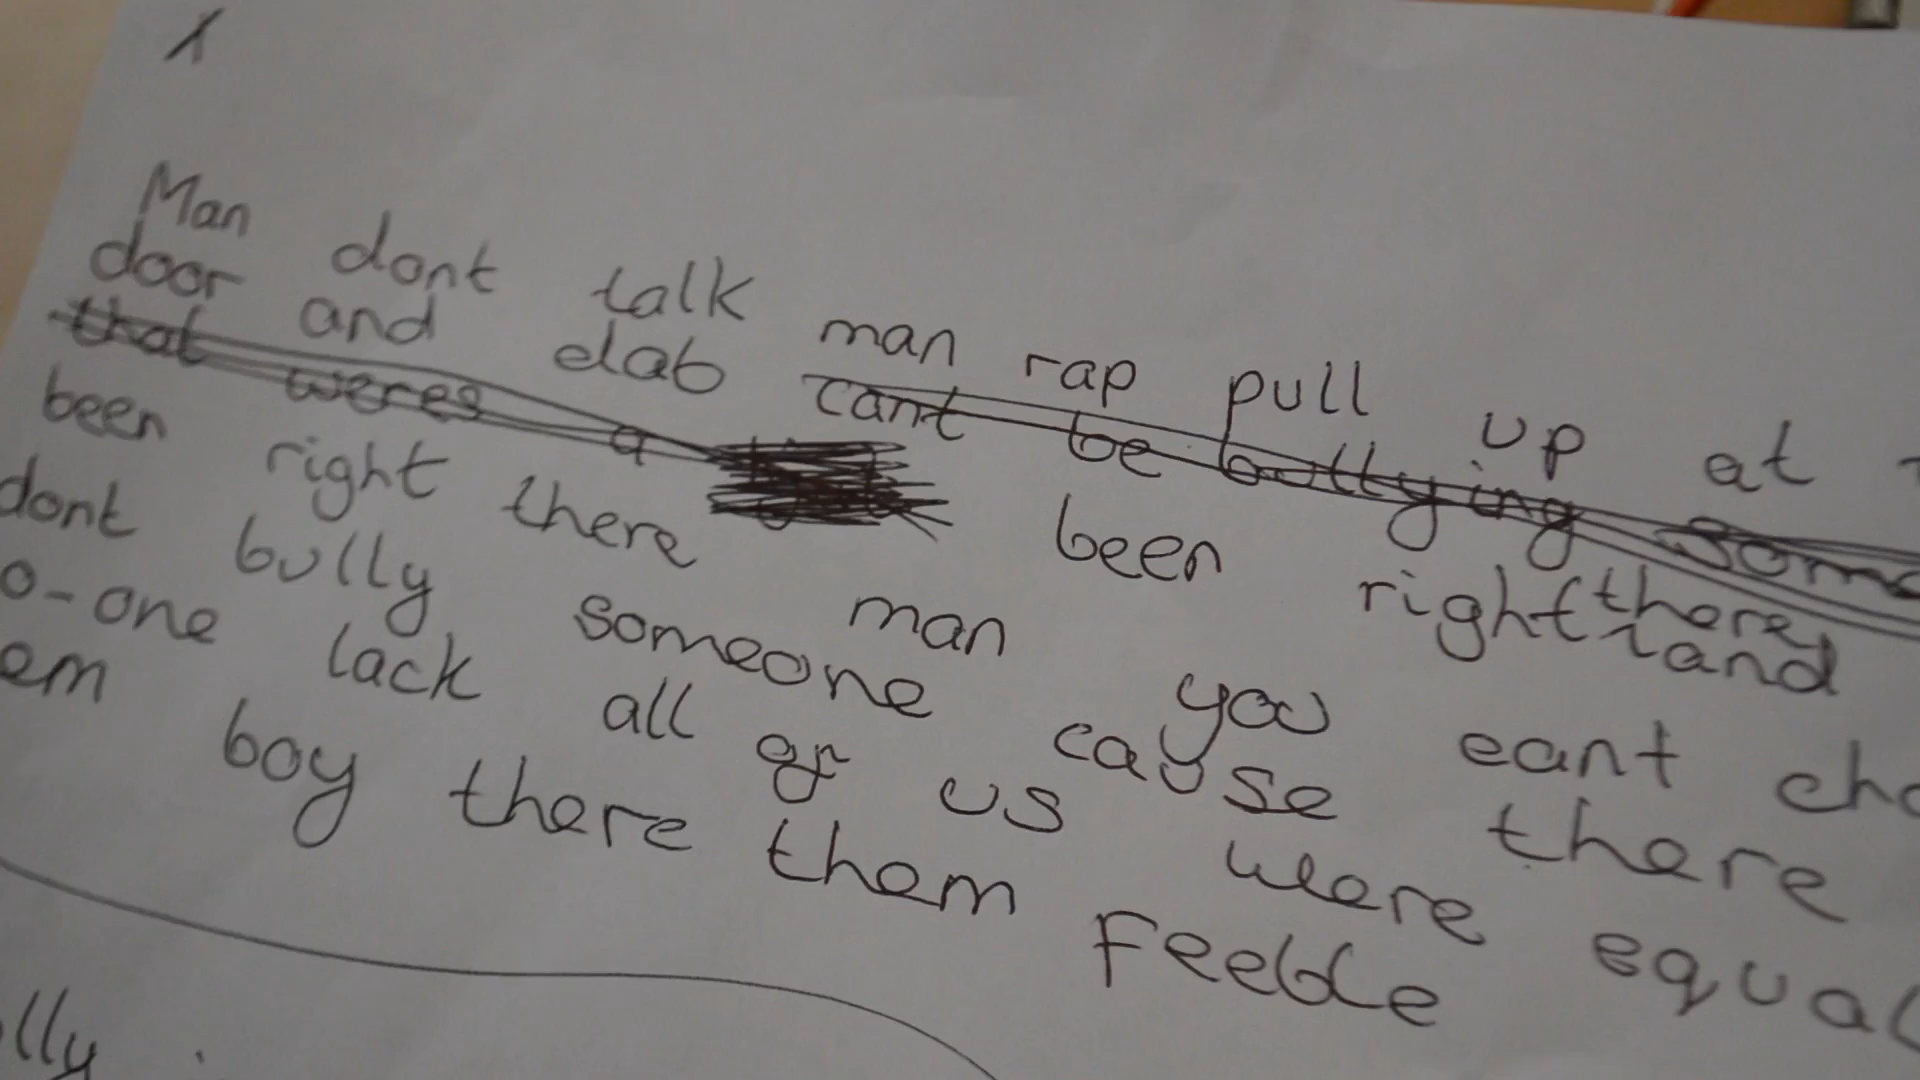 1
Man dont talk man rap pull up at
door and dab cant be bullying some
that weres a been right there and
been right there man you cant
dont bully someone cause there
o-one lack all of us were equal
em boy there them Feeble
lly